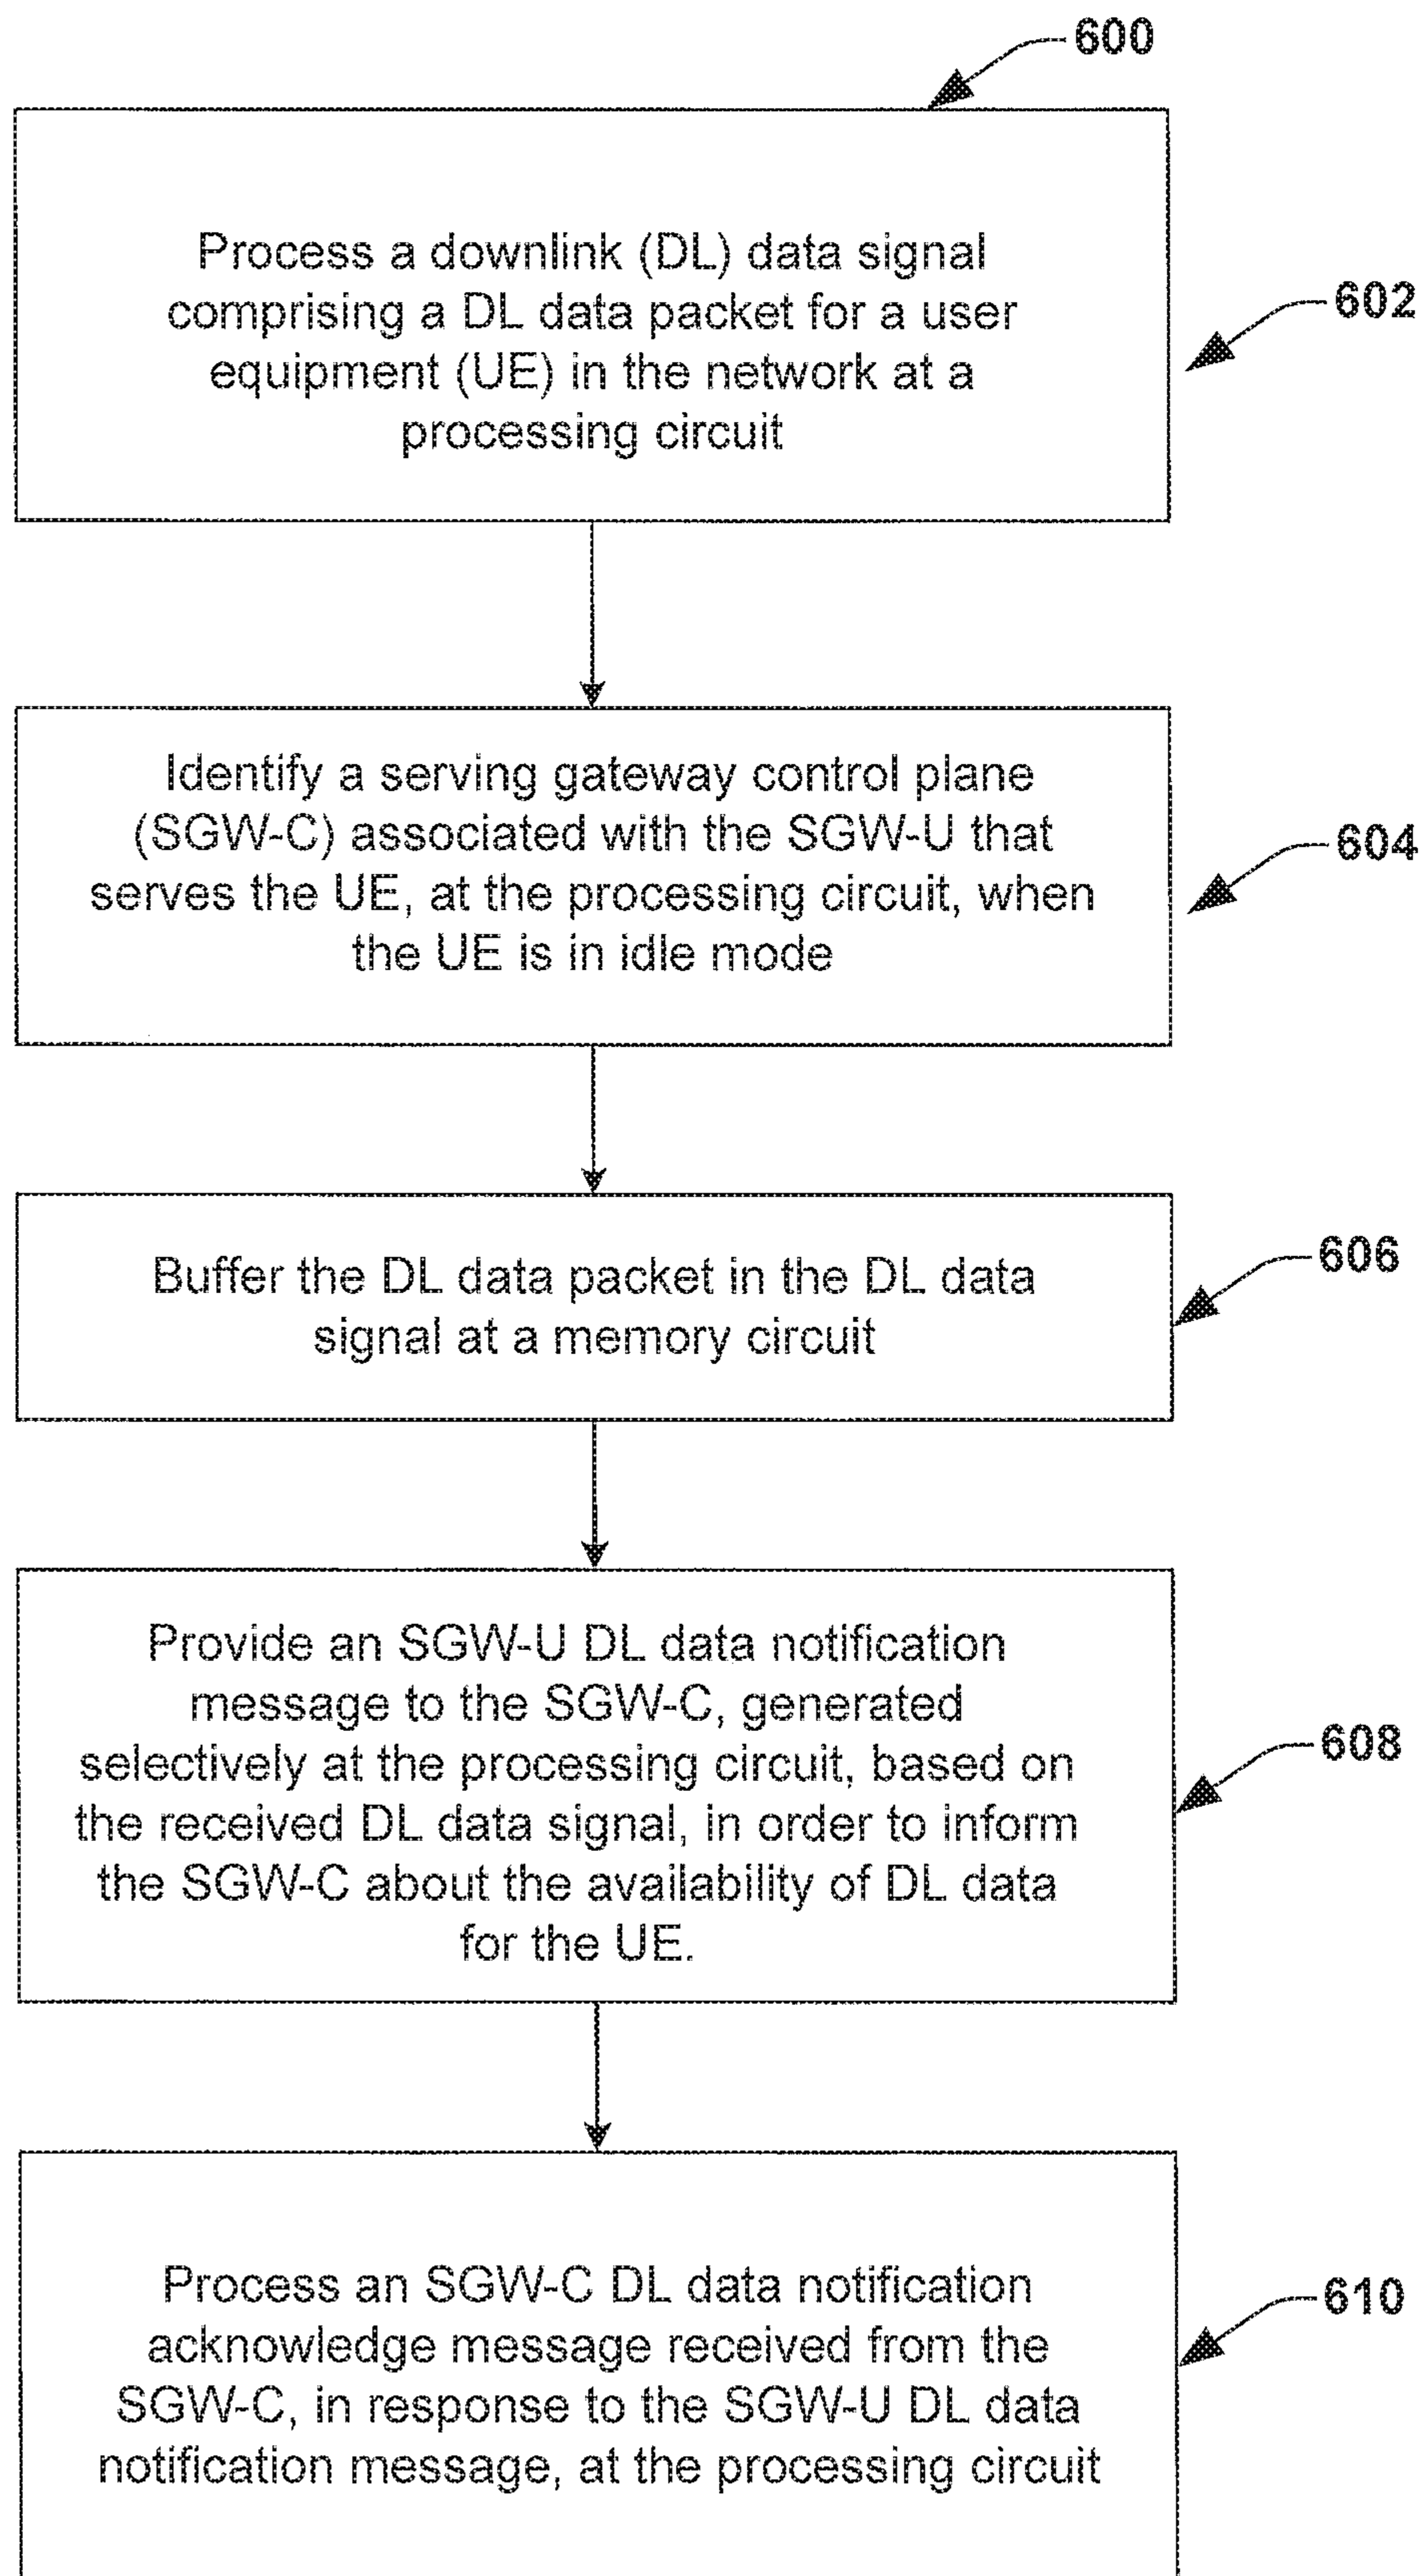 600
Process a downlink (DL) data signal
comprising a DL data packet for a user
equipment (UE) in the network at a
processing circuit
602
Identify a serving gateway control plane
(SGW-C) associated with the SGW-U that
serves the UE, at the processing circuit, when
the UE is in idle mode
604
Buffer the DL data packet in the DL data
signal at a memory circuit
606
Provide an SGW-U DL data notification
message to the SGW-C, generated
selectively at the processing circuit, based on
the received DL data signal, in order to inform
the SGW-C about the availability of DL data
for the UE.
608
Process an SGW-C DL data notification
acknowledge message received from the
SGW-C, in response to the SGW-U DL data
notification message, at the processing circuit
610